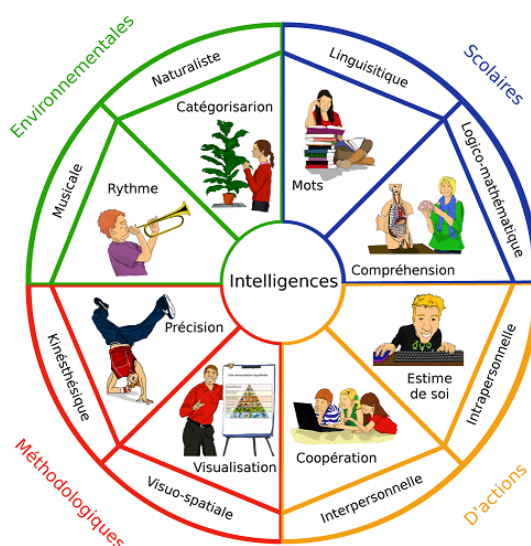 Environnementales
Scolaires
Naturaliste
Linguisitique
Catégorisarion
Mots
Musicale
Rythme
Logico-mathématique
Compréhension
Intelligences
Kinésthésique
Précision
Estime
de soi
Intrapersonnelle
Visualisation
Coopération
Visuo-spatiale
Interpersonnelle
Méthodologiques
D'actions